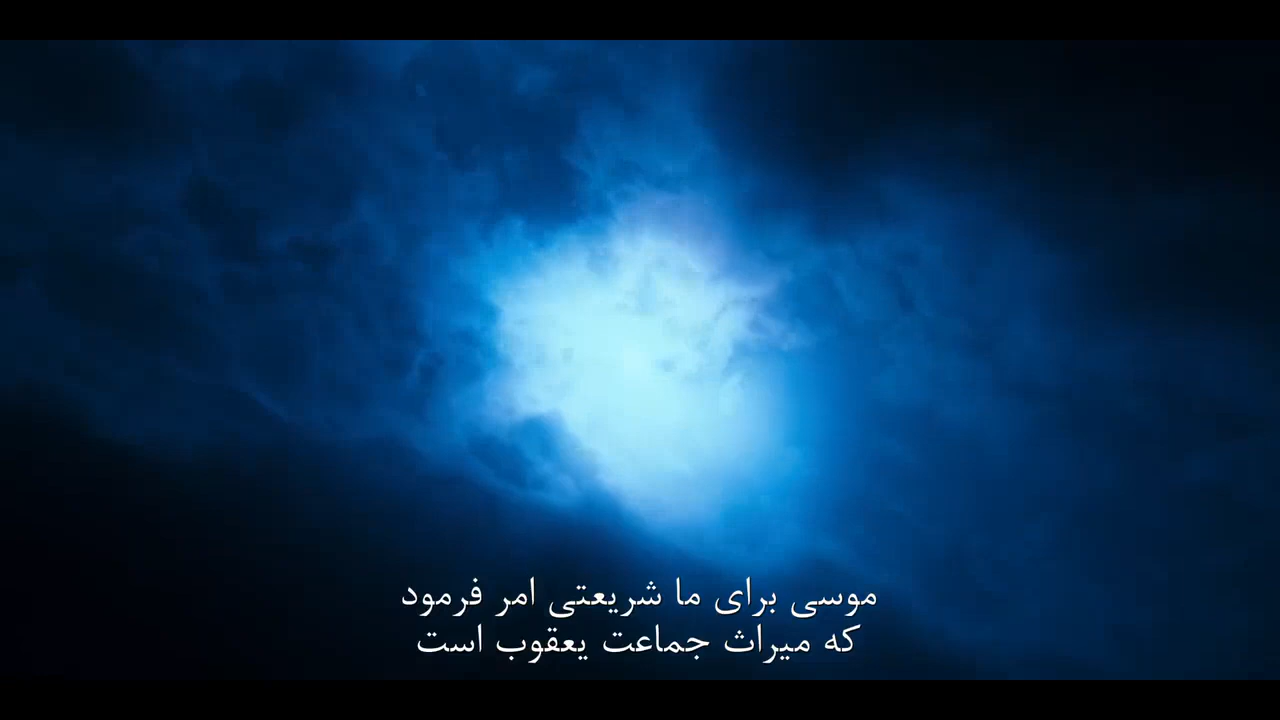 موسی برای ما شریعتی امر فرمود
که میراث جماعت یعقوب است